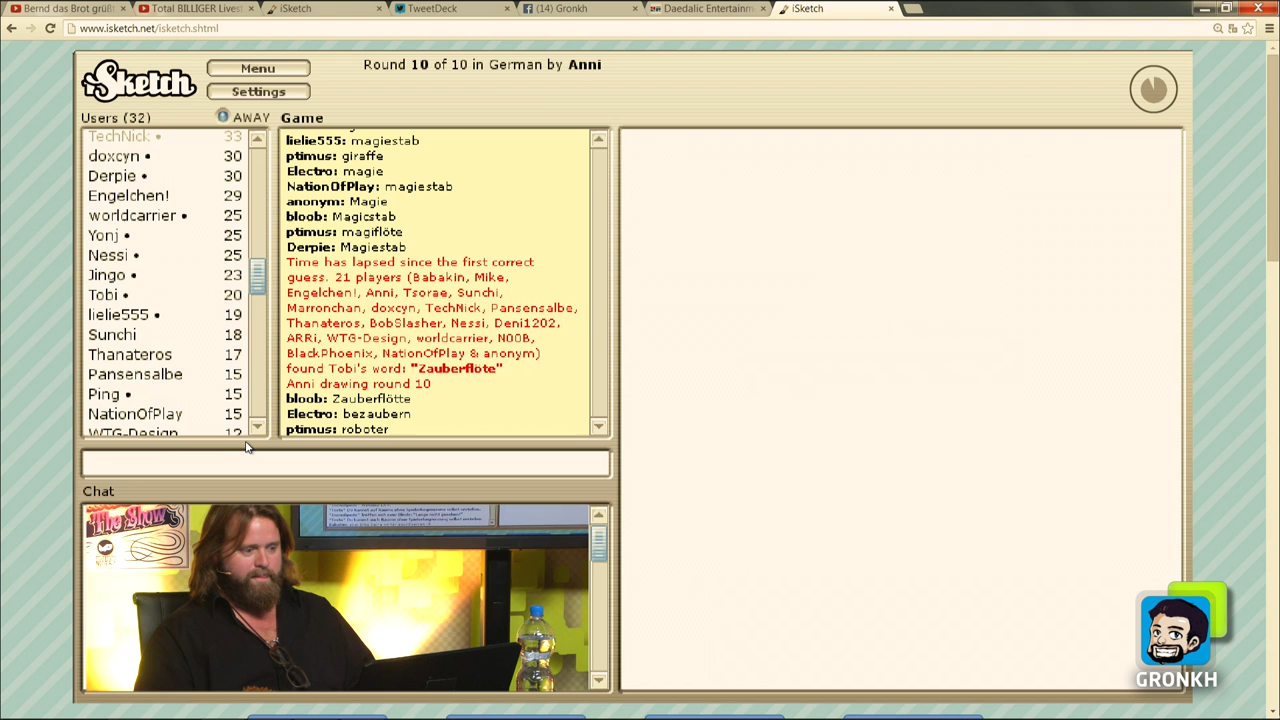 Bernd das Brot grüß
Total BILLIGER Livest
iSketch
TweetDeck
(14) Gronkh
Daedalic Entertainm
iSketch
www.isketch.net/isketch.shtml
iSketch
Menu
Settings
Round 10 of 10 in German by Anni
Users (32)
AWAY
Game
TechNick • 33
doxcyn • 30
Derpie • 30
Engelchen! 29
worldcarrier • 25
Yonj • 25
Nessi • 25
Jingo • 23
Tobi • 20
lielie555 • 19
Sunchi 18
Thanateros 17
Pansensalbe 15
Ping • 15
NationOfPlay 15
WTG-Design 12
lielie555: magiestab
ptimus: giraffe
Electro: magie
NationOfPlay: magiestab
anonym: Magie
bloob: Magicstab
ptimus: magiflöte
Derpie: Magiestab
Time has lapsed since the first correct
guess. 21 players (Babakin, Mike,
Engelchen!, Anni, Tsorae, Sunchi,
Marronchan, doxcyn, TechNick, Pansensalbe,
Thanateros, BobSlasher, Nessi, Deni1202,
ARRi, WTG-Design, worldcarrier, N00B,
BlackPhoenix, NationOfPlay & anonym)
found Tobi's word: "Zauberflöte"
Anni drawing round 10
bloob: Zauberflötte
Electro: bezaubern
ptimus: roboter
Chat
The Show
GRONKH